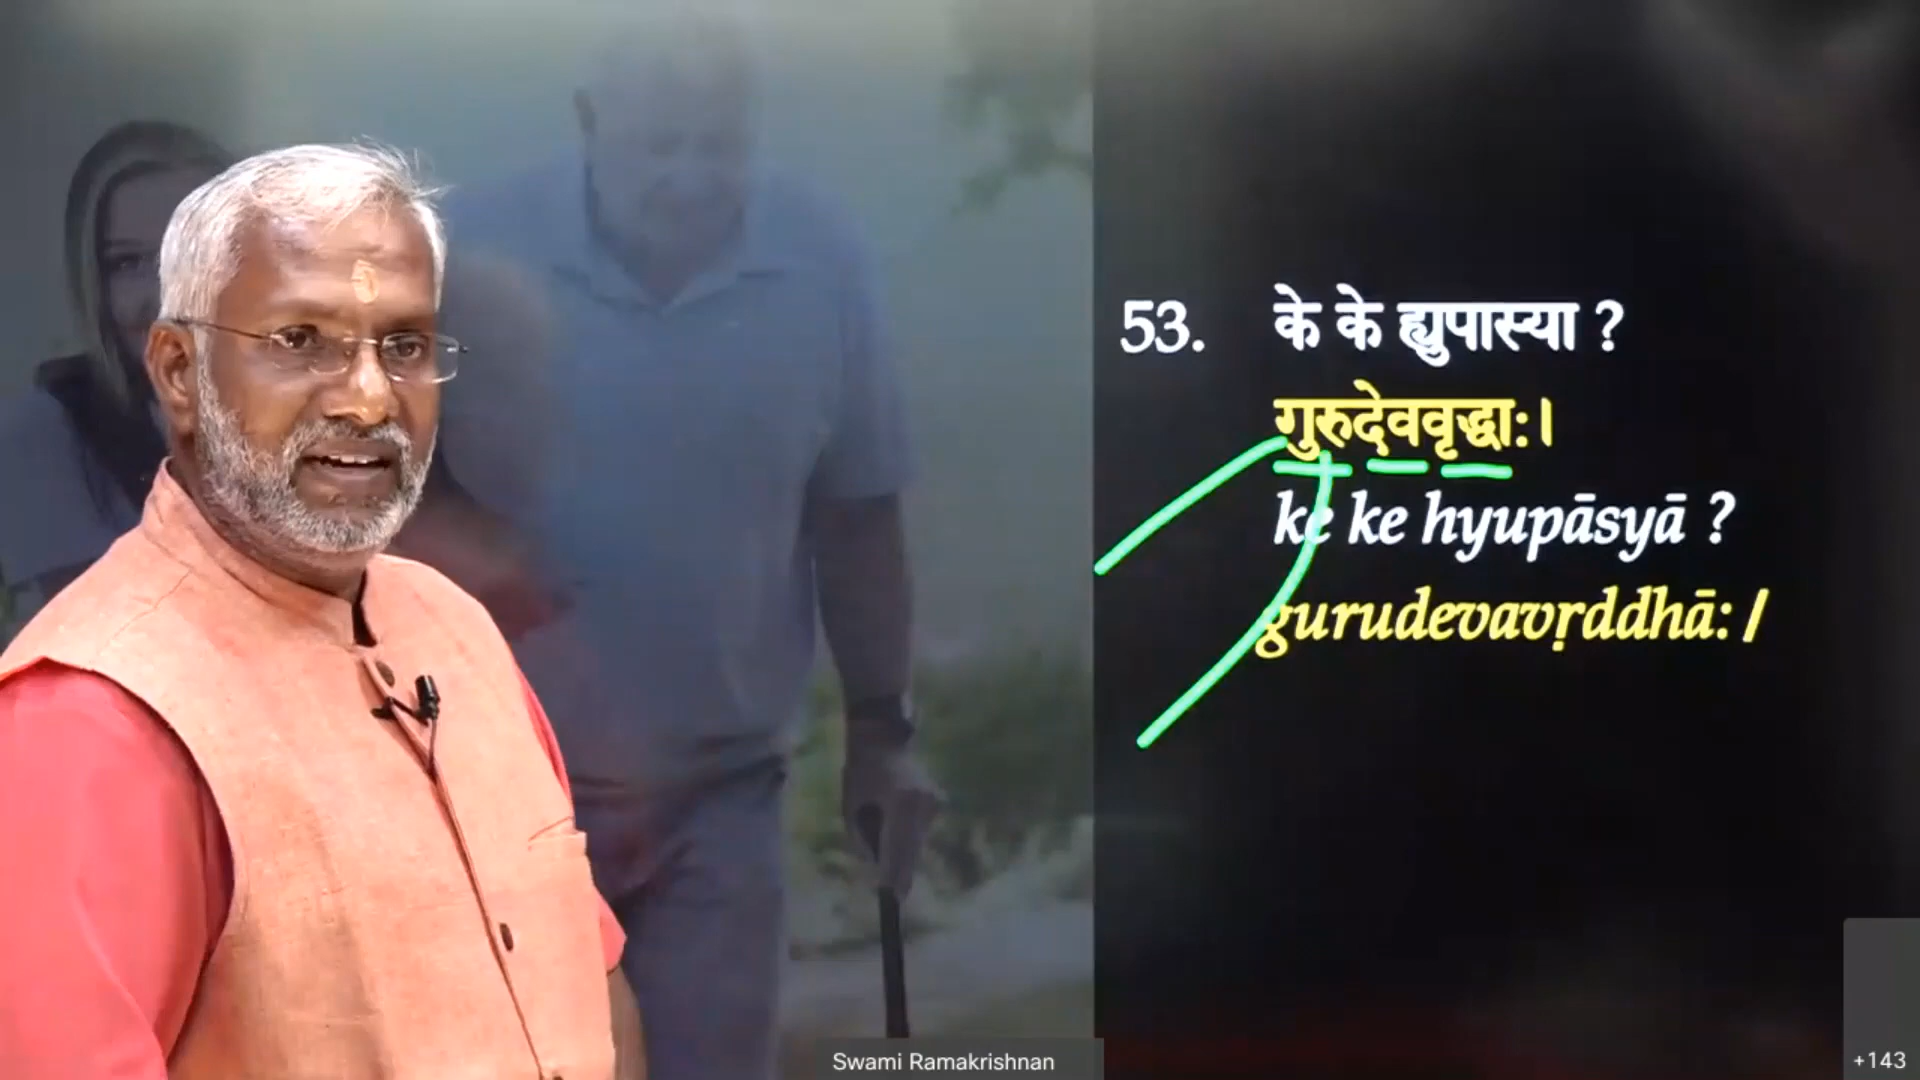 53. के के ह्युपास्या ?
गुरुदेववृद्धाः।
ke ke hyupāsyā ?
gurudevavṛddhā: /
Swami Ramakrishnan
+143